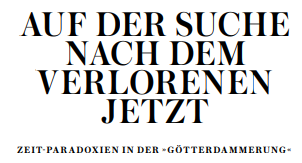 AUF DER SUCHE
NACH DEM
VERLORENEN
JETZT
ZEIT-PARADOXIEN IN DER »GÖTTERDAMMERUNG«